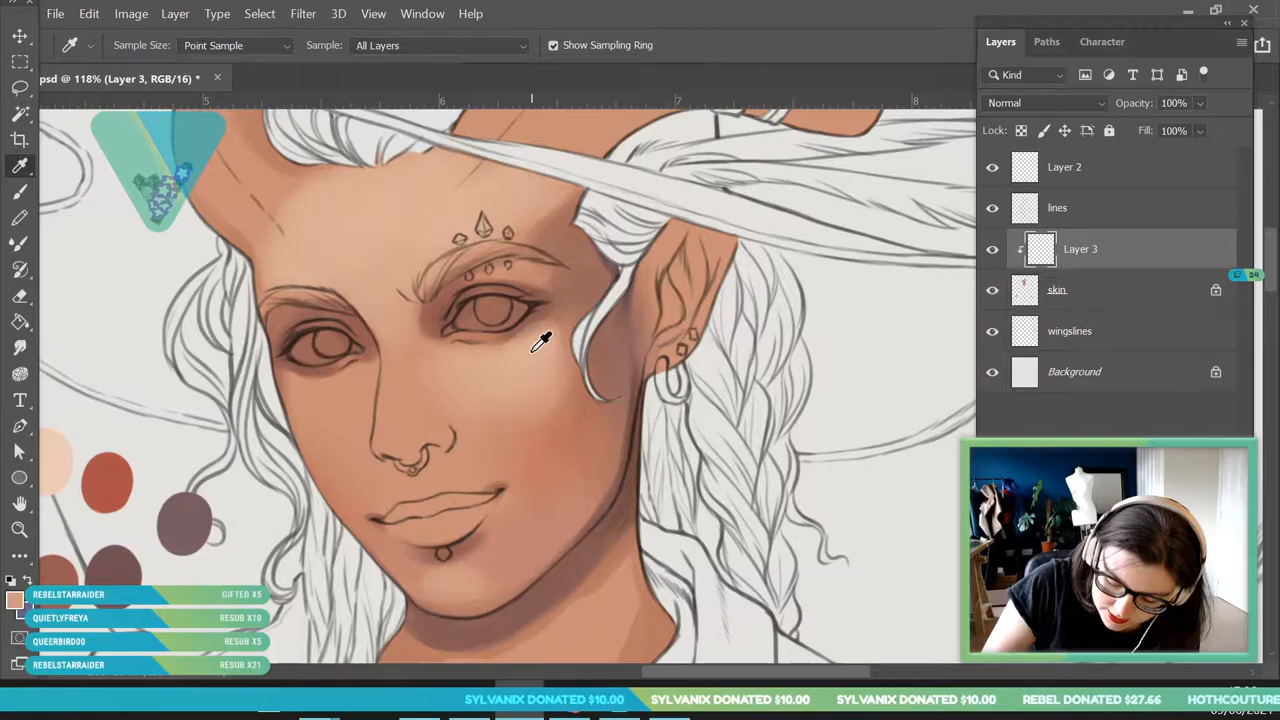 File Edit Image Layer Type Select Filter 3D View Window Help
Sample Size: Point Sample Sample: All Layers Show Sampling Ring
psd @ 118% (Layer 3, RGB/16) *
5 6 7 8
Layers Paths Character
Kind
Normal Opacity: 100%
Lock: Fill: 100%
Layer 2
lines
Layer 3
24
skin
wingslines
Background
REBELSTARRAIDER GIFTED X5
QUIETLYFREYA RESUB X10
QUEERBIRD00 RESUB X5
REBELSTARRAIDER RESUB X21
SYLVANIX DONATED $10.00 SYLVANIX DONATED $10.00 SYLVANIX DONATED $10.00 REBEL DONATED $27.66 HOTHCOUTURE